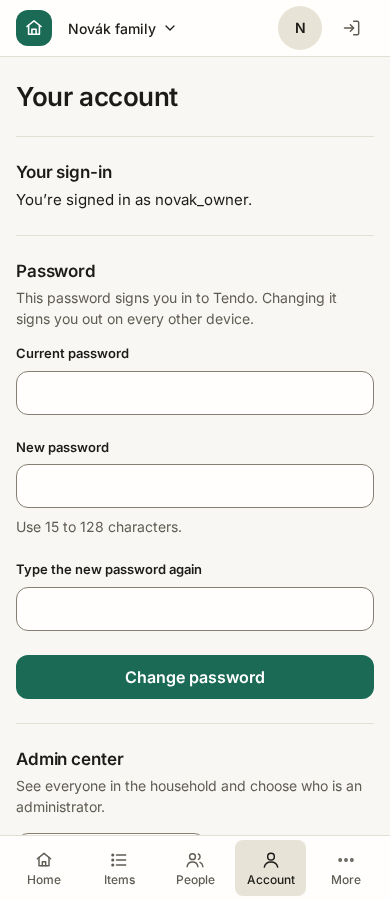 Novák family
N
Your account
Your sign-in
You’re signed in as novak_owner.
Password
This password signs you in to Tendo. Changing it
signs you out on every other device.
Current password
New password
Use 15 to 128 characters.
Type the new password again
Change password
Admin center
See everyone in the household and choose who is an
administrator.
Home
Items
People
Account
More